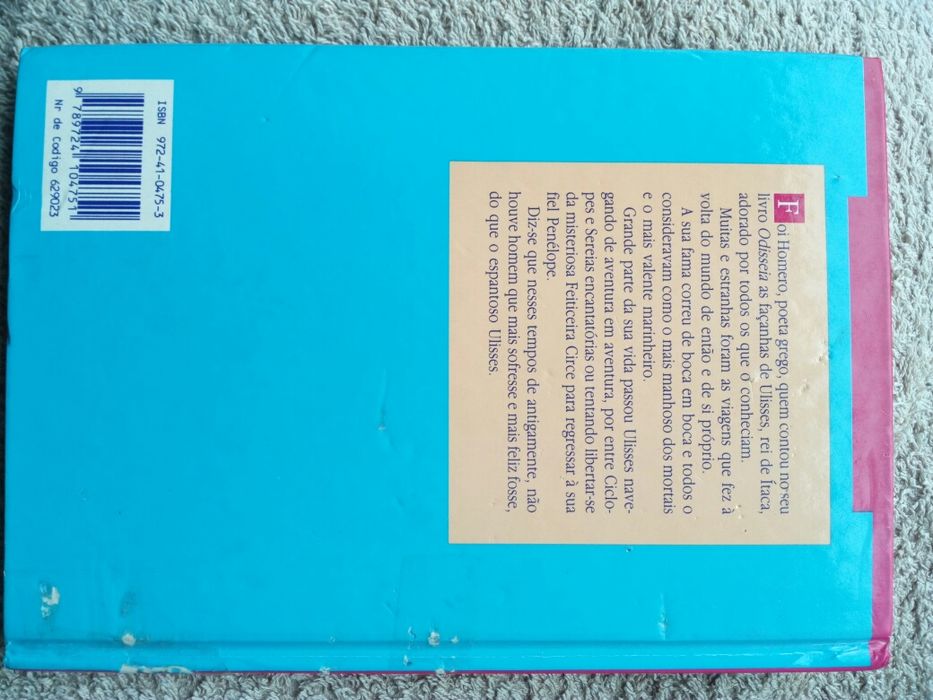 Foi Homero, poeta grego, quem contou no seu
livro Odisseia as façanhas de Ulisses, rei de Ítaca,
adorado por todos os que o conheciam.
Muitas e estranhas foram as viagens que fez à
volta do mundo de então e de si próprio.
A sua fama correu de boca em boca e todos o
consideravam como o mais manhoso dos mortais
e o mais valente marinheiro.
Grande parte da sua vida passou Ulisses nave-
gando de aventura em aventura, por entre Ciclo-
pes e Sereias encantatórias ou tentando libertar-se
da misteriosa Feiticeira Circe para regressar à sua
fiel Penélope.
Diz-se que nesses tempos de antigamente, não
houve homem que mais sofresse e mais feliz fosse,
do que o espantoso Ulisses.
ISBN 972-41-0475-3
9 789724 104751
Nr de Codigo 629023